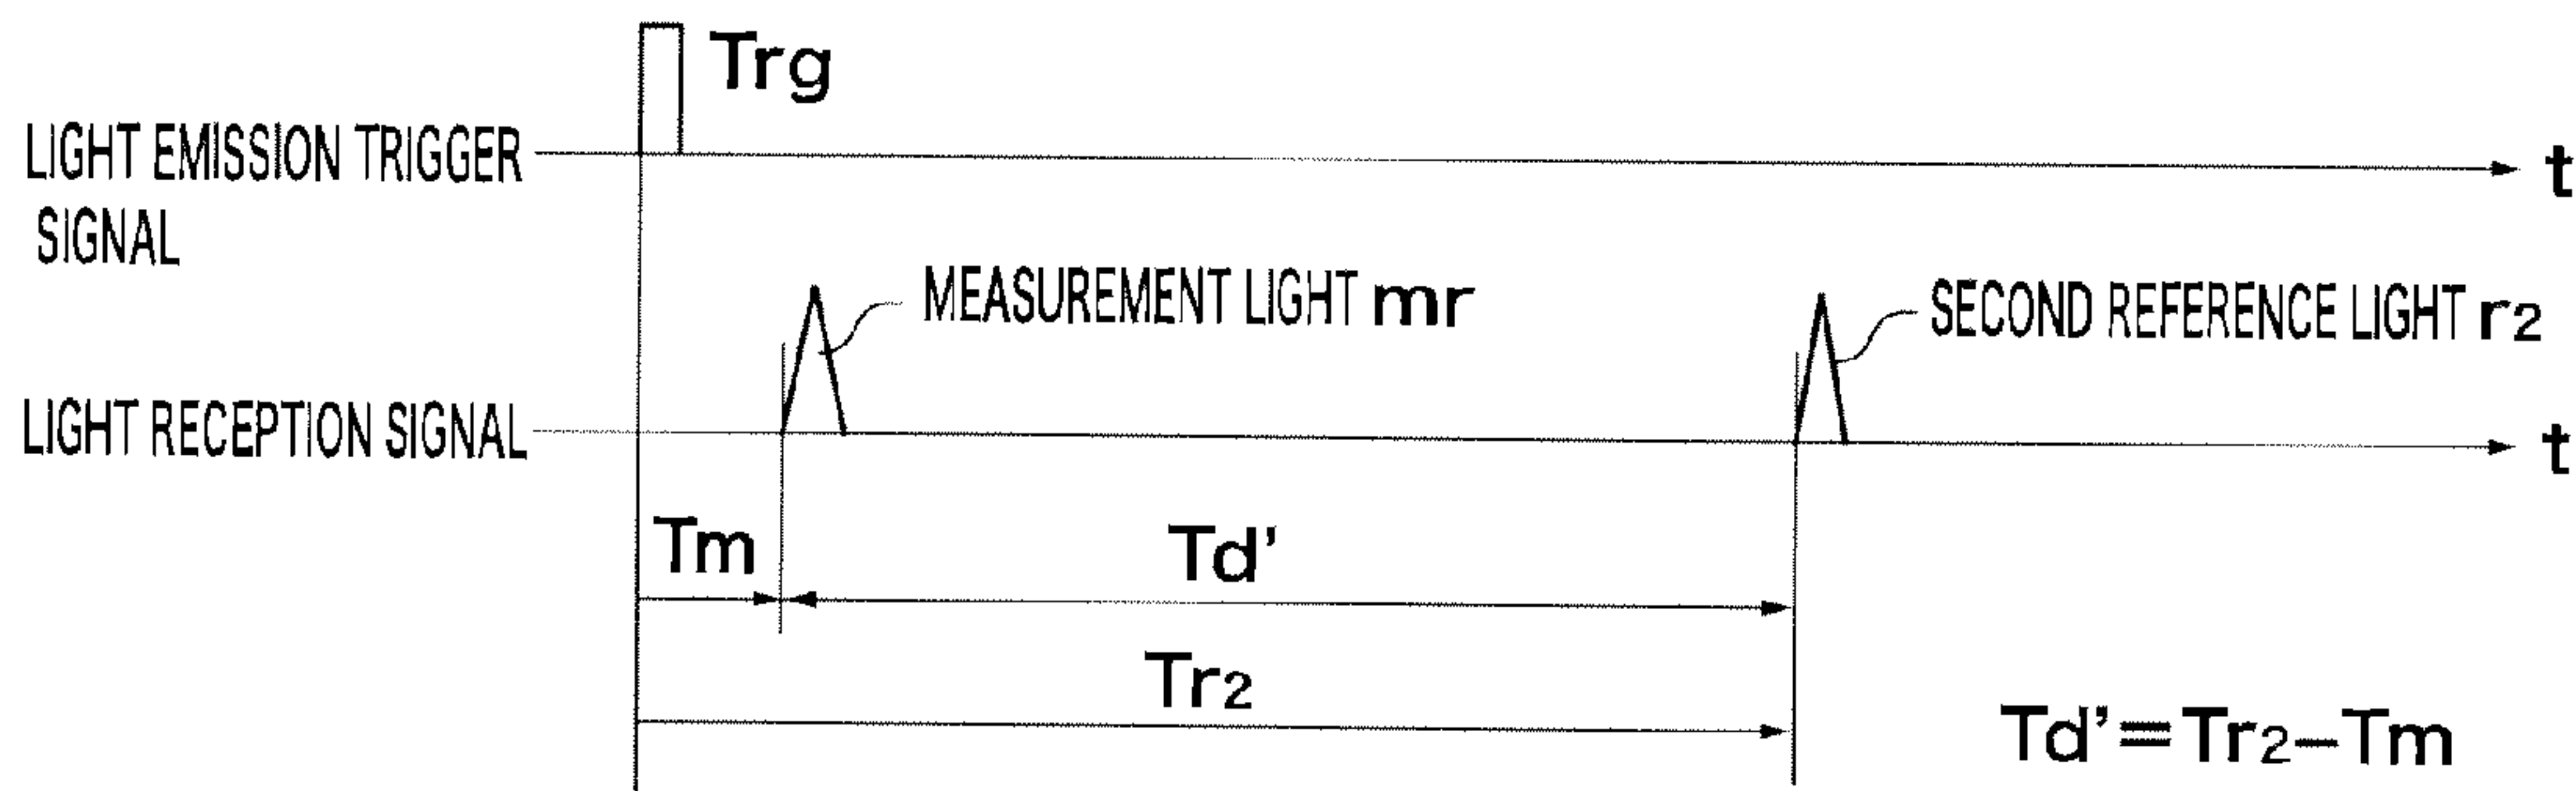 Trg
LIGHT EMISSION TRIGGER
SIGNAL
t
MEASUREMENT LIGHT mr
SECOND REFERENCE LIGHT r2
LIGHT RECEPTION SIGNAL
t
Tm
Td'
Tr2
Td'=Tr2-Tm